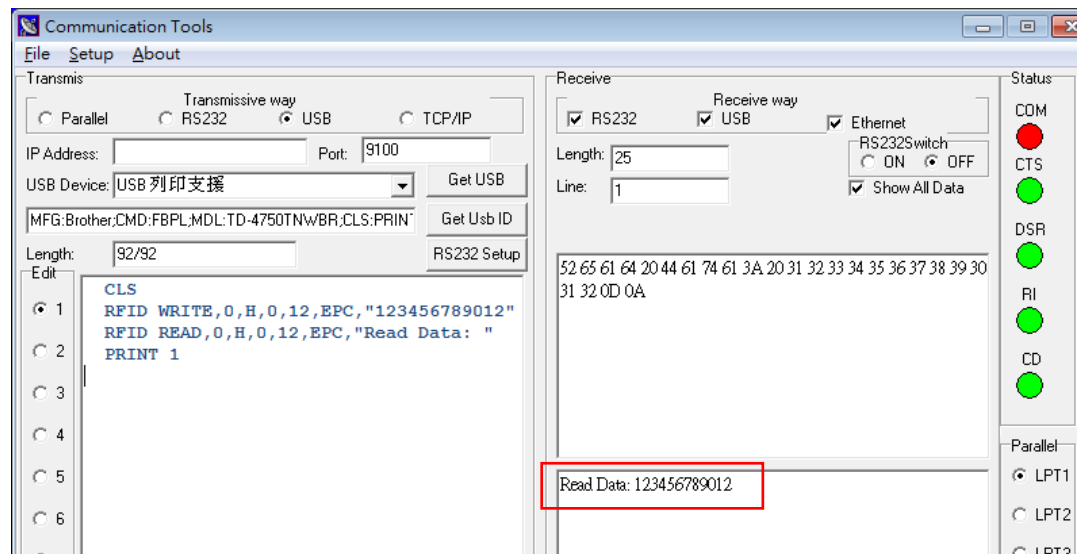 Communication Tools
File Setup About
Transmis
Transmissive way
Parallel RS232 USB TCP/IP
IP Address: Port: 9100
USB Device: USB 列印支援 Get USB
MFG:Brother;CMD:FBPL;MDL:TD-4750TNWBR;CLS:PRIN Get Usb ID
Length: 92/92 RS232 Setup
Edit
1
2
3
4
5
6
CLS
RFID WRITE,0,H,0,12,EPC,"123456789012"
RFID READ,0,H,0,12,EPC,"Read Data: "
PRINT 1
Receive
Receive way
RS232 USB Ethernet
Length: 25
RS232Switch
ON OFF
Line: 1
Show All Data
52 65 61 64 20 44 61 74 61 3A 20 31 32 33 34 35 36 37 38 39 30
31 32 0D 0A
Read Data: 123456789012
Status
COM
CTS
DSR
RI
CD
Parallel
LPT1
LPT2